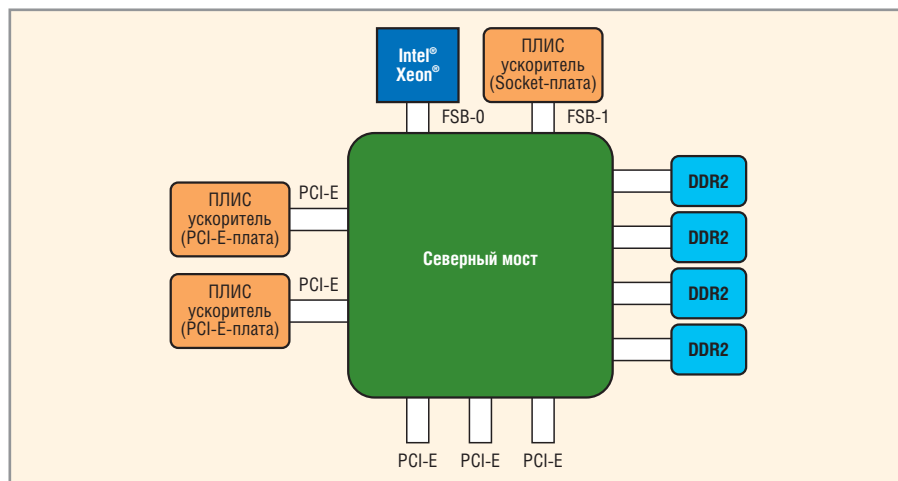 Intel®
Xeon®
ПЛИС
ускоритель
(Socket-плата)
FSB-0
FSB-1
ПЛИС
ускоритель
(PCI-E-плата)
PCI-E
ПЛИС
ускоритель
(PCI-E-плата)
PCI-E
Северный мост
DDR2
DDR2
DDR2
DDR2
PCI-E
PCI-E
PCI-E